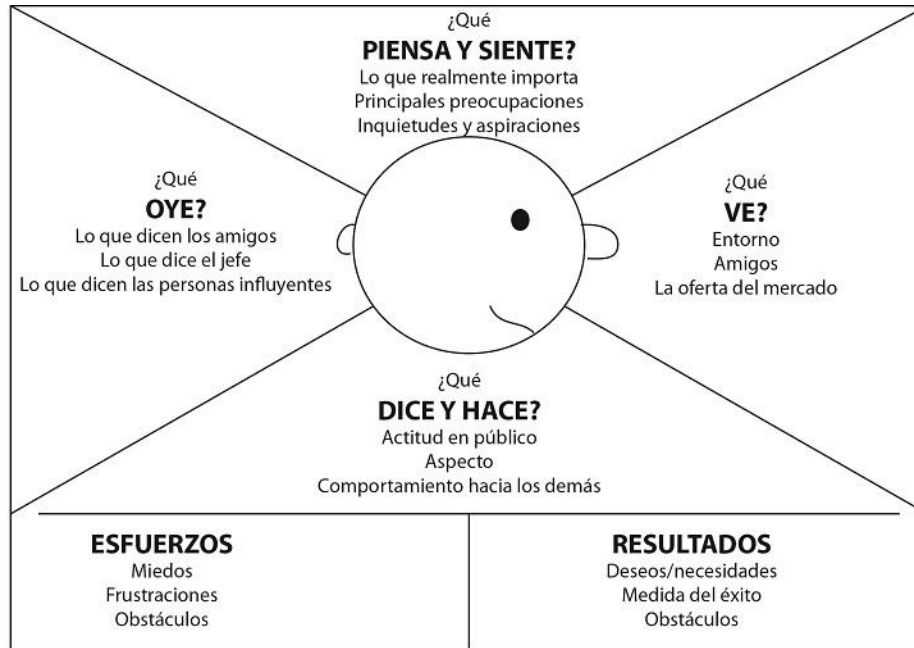 ¿Qué
PIENSA Y SIENTE?
Lo que realmente importa
Principales preocupaciones
Inquietudes y aspiraciones
¿Qué
OYE?
Lo que dicen los amigos
Lo que dice el jefe
Lo que dicen las personas influyentes
¿Qué
VE?
Entorno
Amigos
La oferta del mercado
¿Qué
DICE Y HACE?
Actitud en público
Aspecto
Comportamiento hacia los demás
ESFUERZOS
Miedos
Frustraciones
Obstáculos
RESULTADOS
Deseos/necesidades
Medida del éxito
Obstáculos